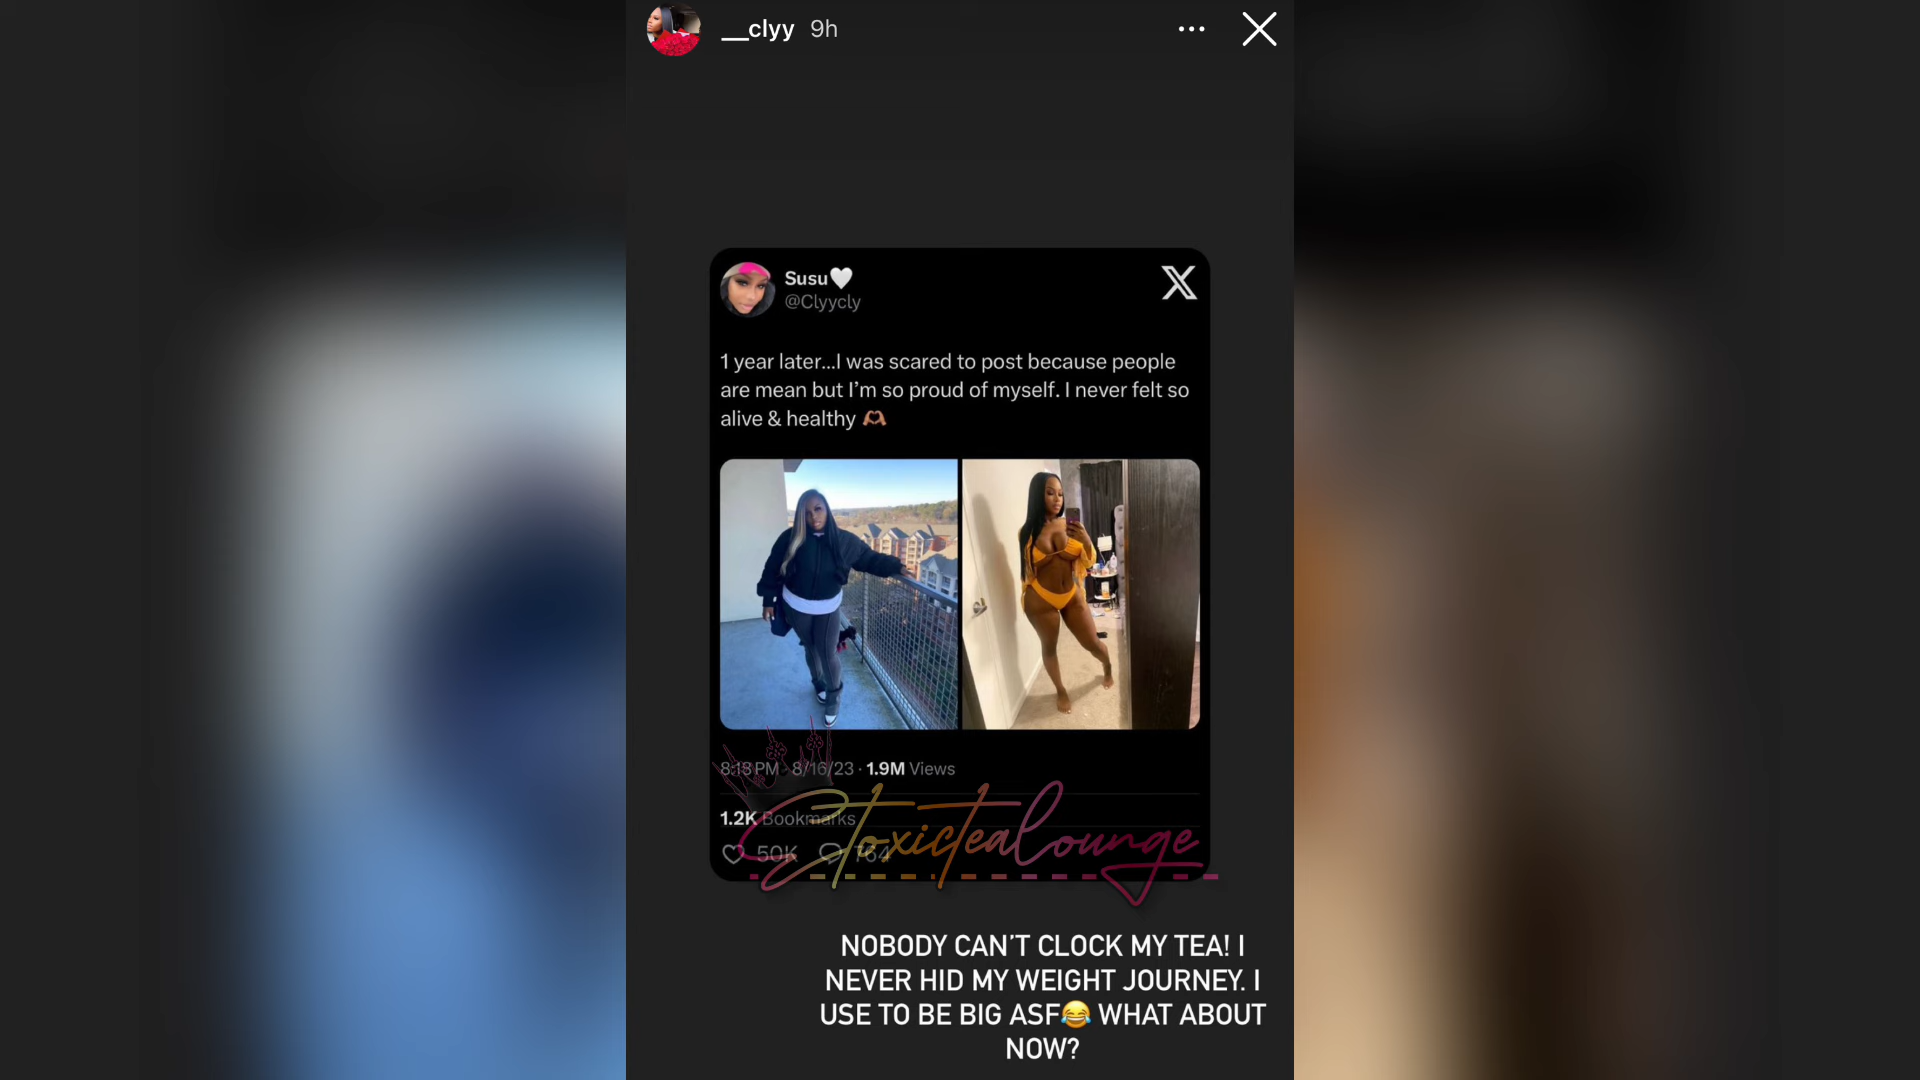 __clyy 9h
Susu🤍
@Clyycly
1 year later...I was scared to post because people
are mean but I'm so proud of myself. I never felt so
alive & healthy 🫶🏾
8:13 PM · 8/16/23 · 1.9M Views
1.2K Bookmarks
50K 764
Toxictealounge
NOBODY CAN'T CLOCK MY TEA! I
NEVER HID MY WEIGHT JOURNEY. I
USE TO BE BIG ASF😂 WHAT ABOUT
NOW?